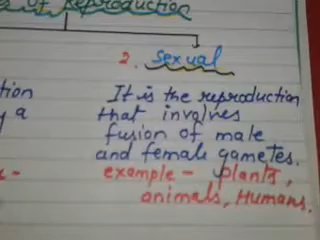 of Reproduction
2. Sexual
tion It is the reproduction
y a that involves
fusion of male
and female gametes.
example - plants,
animals, Humans.